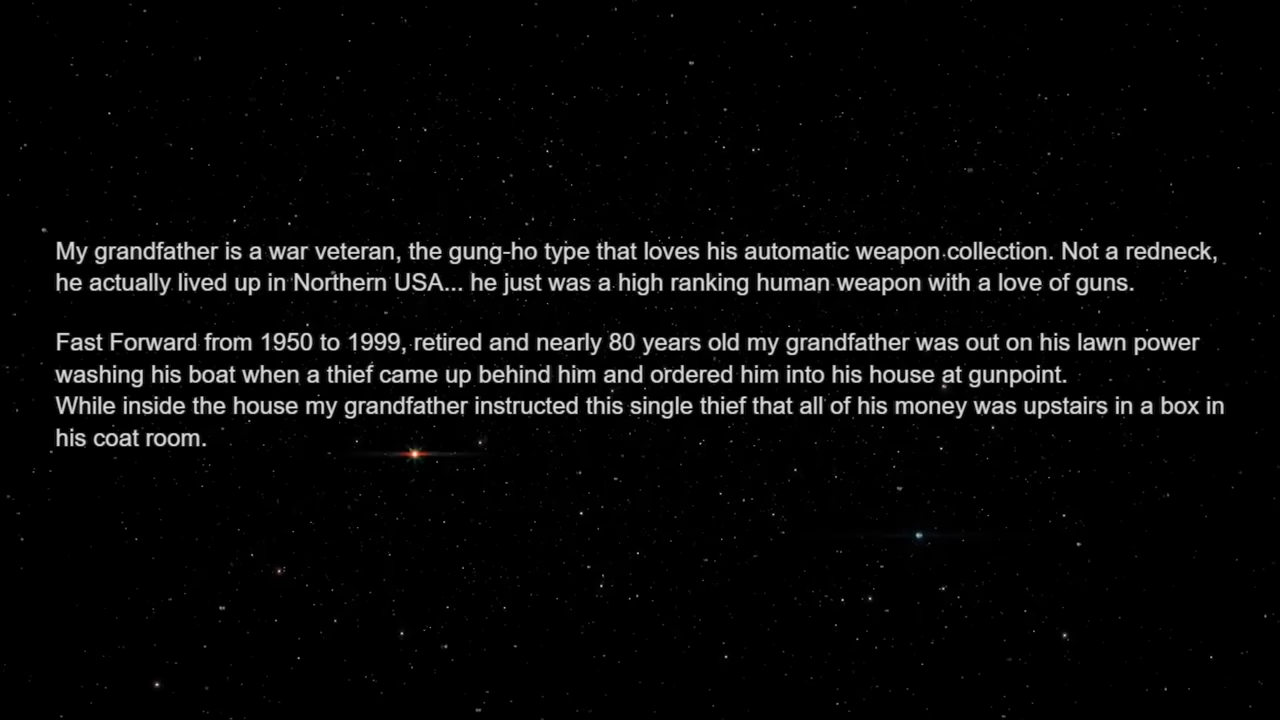 My grandfather is a war veteran, the gung-ho type that loves his automatic weapon collection. Not a redneck,
he actually lived up in Northern USA... he just was a high ranking human weapon with a love of guns.
Fast Forward from 1950 to 1999, retired and nearly 80 years old my grandfather was out on his lawn power
washing his boat when a thief came up behind him and ordered him into his house at gunpoint.
While inside the house my grandfather instructed this single thief that all of his money was upstairs in a box in
his coat room.